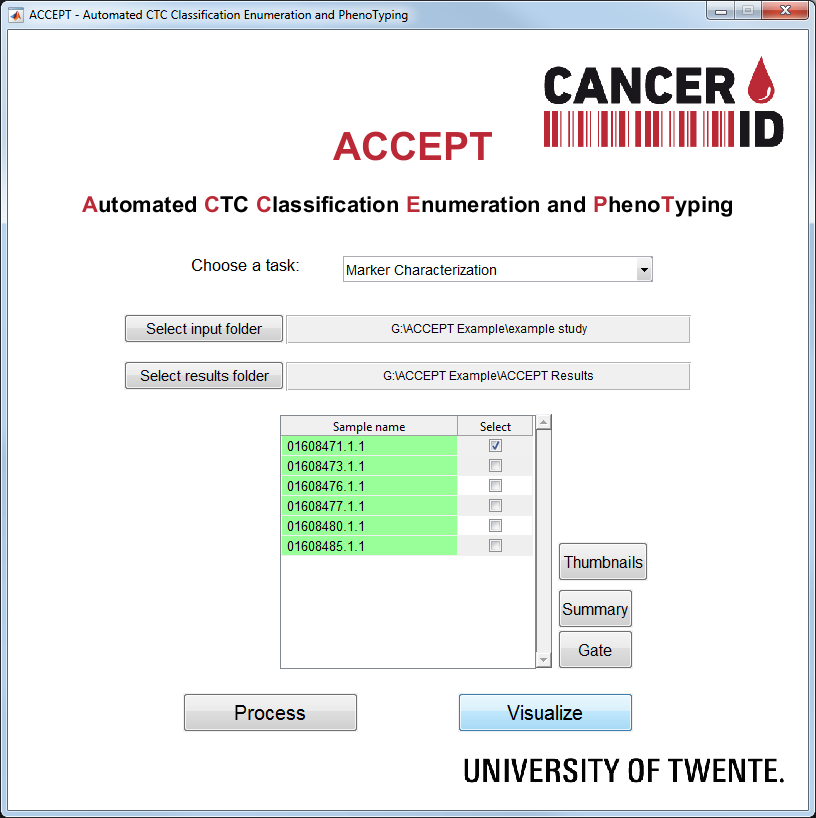 ACCEPT - Automated CTC Classification Enumeration and PhenoTyping
CANCER
ID
ACCEPT
Automated CTC Classification Enumeration and PhenoTyping
Choose a task: Marker Characterization
Select input folder G:\ACCEPT Example\example study
Select results folder G:\ACCEPT Example\ACCEPT Results
Sample name Select
01608471.1.1
01608473.1.1
01608476.1.1
01608477.1.1
01608480.1.1
01608485.1.1
Thumbnails
Summary
Gate
Process Visualize
UNIVERSITY OF TWENTE.